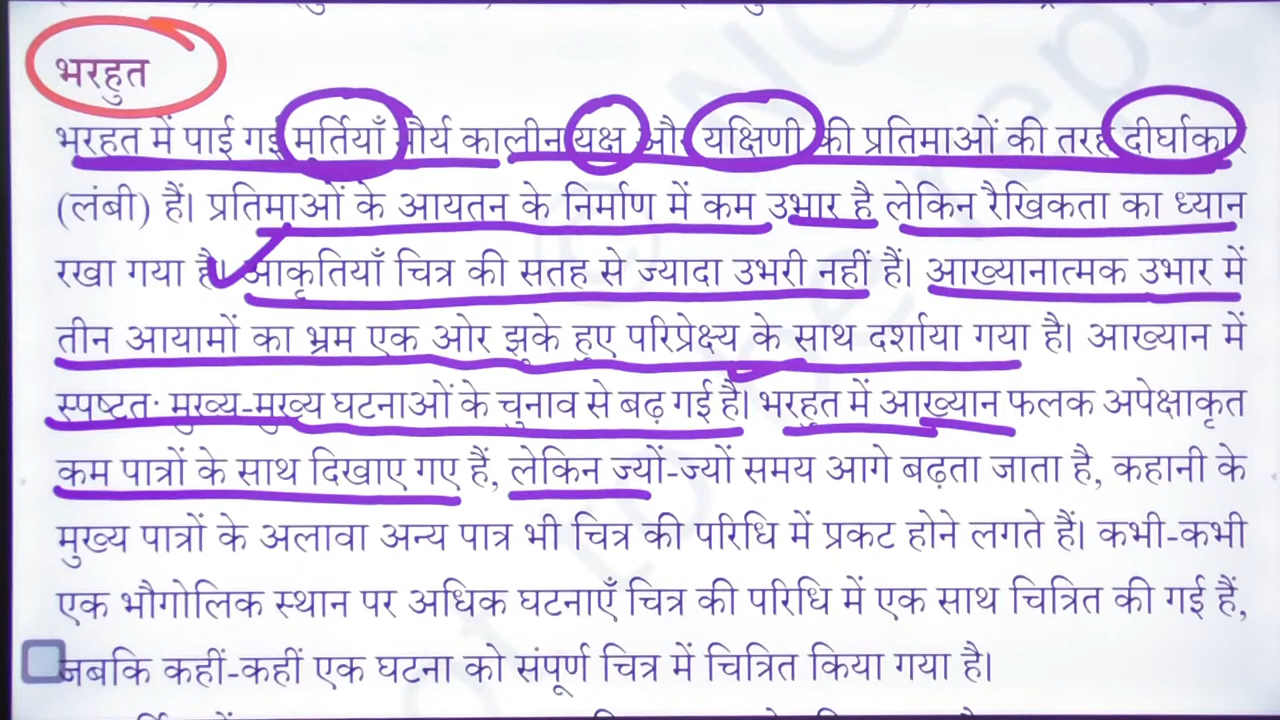 भरहुत
भरहुत में पाई गई मूर्तियाँ मौर्य कालीन यक्ष और यक्षिणी की प्रतिमाओं की तरह दीर्घाकार
(लंबी) हैं। प्रतिमाओं के आयतन के निर्माण में कम उभार है लेकिन रैखिकता का ध्यान
रखा गया है। आकृतियाँ चित्र की सतह से ज्यादा उभरी नहीं हैं। आख्यानात्मक उभार में
तीन आयामों का भ्रम एक ओर झुके हुए परिप्रेक्ष्य के साथ दर्शाया गया है। आख्यान में
स्पष्टतः मुख्य-मुख्य घटनाओं के चुनाव से बढ़ गई है। भरहुत में आख्यान फलक अपेक्षाकृत
कम पात्रों के साथ दिखाए गए हैं, लेकिन ज्यों-ज्यों समय आगे बढ़ता जाता है, कहानी के
मुख्य पात्रों के अलावा अन्य पात्र भी चित्र की परिधि में प्रकट होने लगते हैं। कभी-कभी
एक भौगोलिक स्थान पर अधिक घटनाएँ चित्र की परिधि में एक साथ चित्रित की गई हैं,
जबकि कहीं-कहीं एक घटना को संपूर्ण चित्र में चित्रित किया गया है।